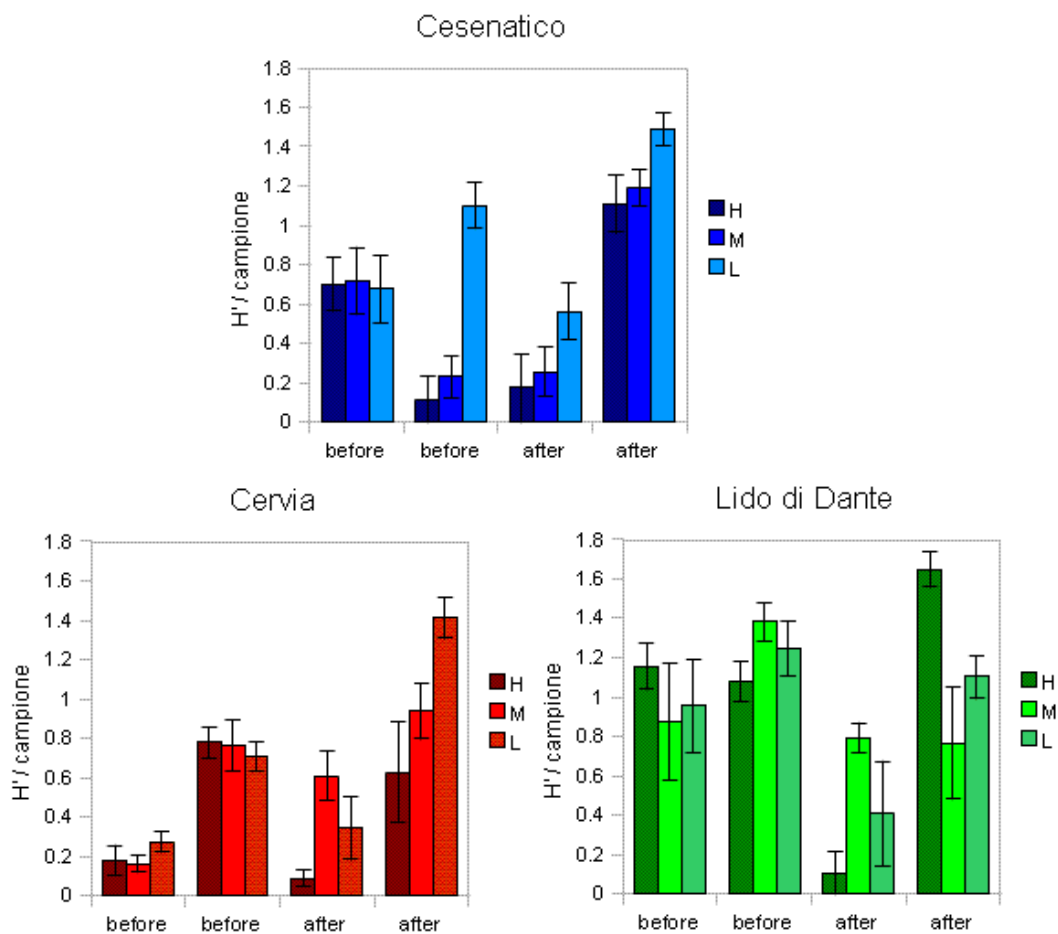 Cesenatico
1.8
1.6
1.4
1.2
1
0.8
0.6
0.4
0.2
0
H'/ campione
before before after after
H
M
L
Cervia
1.8
1.6
1.4
1.2
1
0.8
0.6
0.4
0.2
0
H'/ campione
before before after after
H
M
L
Lido di Dante
1.8
1.6
1.4
1.2
1
0.8
0.6
0.4
0.2
0
H'/ campione
before before after after
H
M
L